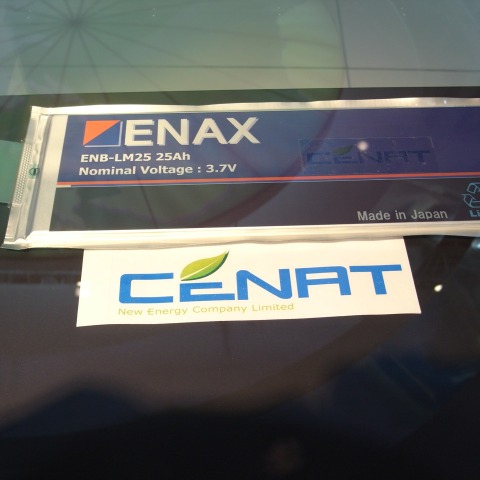 ENAX
ENB-LM25 25Ah
Nominal Voltage : 3.7V
CENAT
Made in Japan
CENAT
New Energy Company Limited